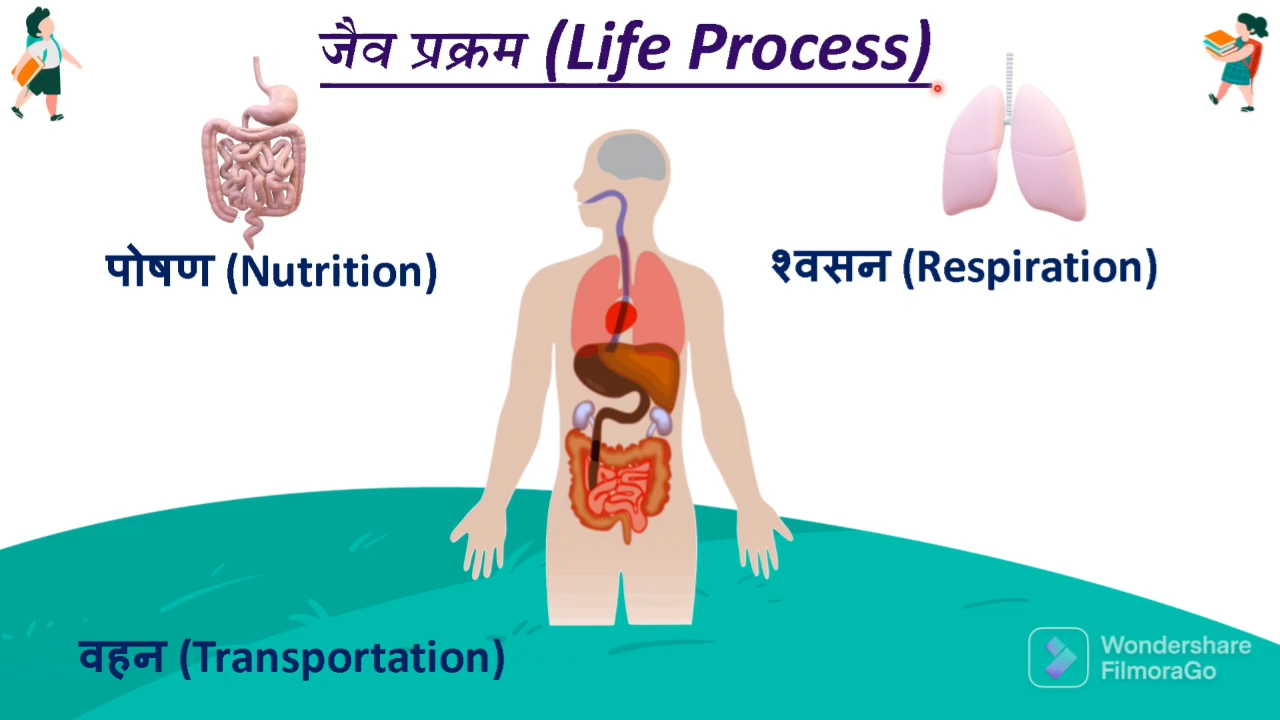 जैव प्रक्रम (Life Process)
पोषण (Nutrition)
श्वसन (Respiration)
वहन (Transportation)
Wondershare
FilmoraGo